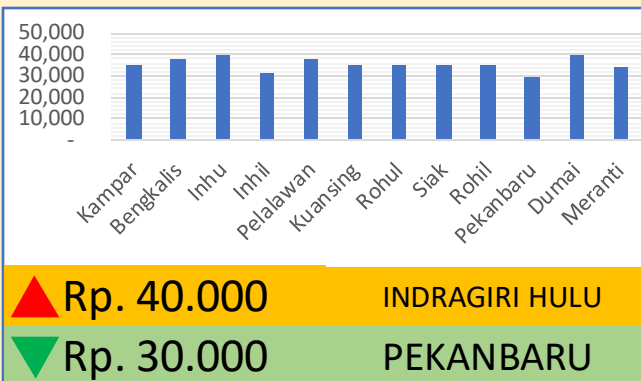 50,000
40,000
30,000
20,000
10,000
-
Kampar
Bengkalis
Inhu
Inhil
Pelalawan
Kuansing
Rohul
Siak
Rohil
Pekanbaru
Dumai
Meranti
Rp. 40.000 INDRAGIRI HULU
Rp. 30.000 PEKANBARU